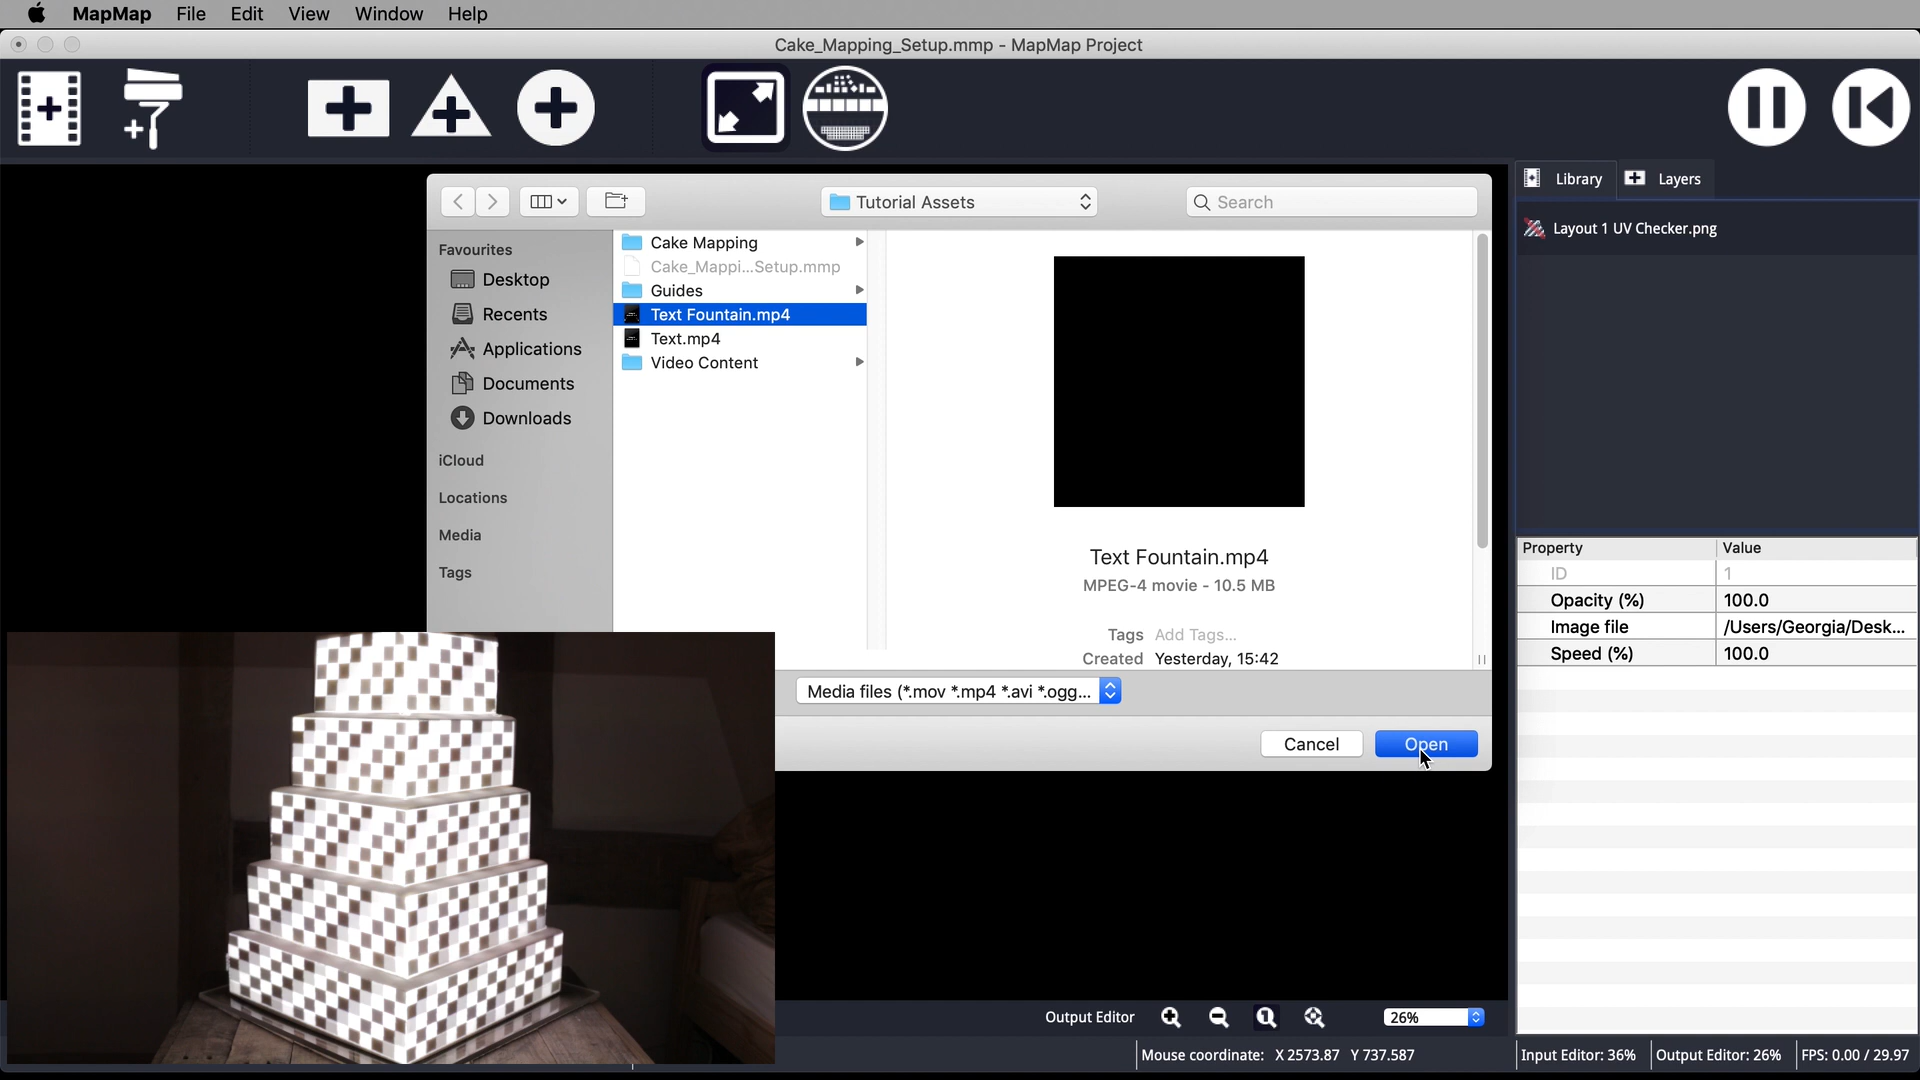 MapMap File Edit View Window Help
Cake_Mapping_Setup.mmp - MapMap Project
Tutorial Assets
Search
Library
Layers
Layout 1 UV Checker.png
Favourites
Desktop
Recents
Applications
Documents
Downloads
iCloud
Locations
Media
Tags
Cake Mapping
Cake_Mappi...Setup.mmp
Guides
Text Fountain.mp4
Text.mp4
Video Content
Text Fountain.mp4
MPEG-4 movie - 10.5 MB
Tags Add Tags...
Created Yesterday, 15:42
Media files (*.mov *.mp4 *.avi *.ogg...
Cancel
Open
Property Value
ID 1
Opacity (%) 100.0
Image file /Users/Georgia/Desk...
Speed (%) 100.0
Output Editor
1
26%
Mouse coordinate: X 2573.87 Y 737.587
Input Editor: 36%
Output Editor: 26%
FPS: 0.00 / 29.97